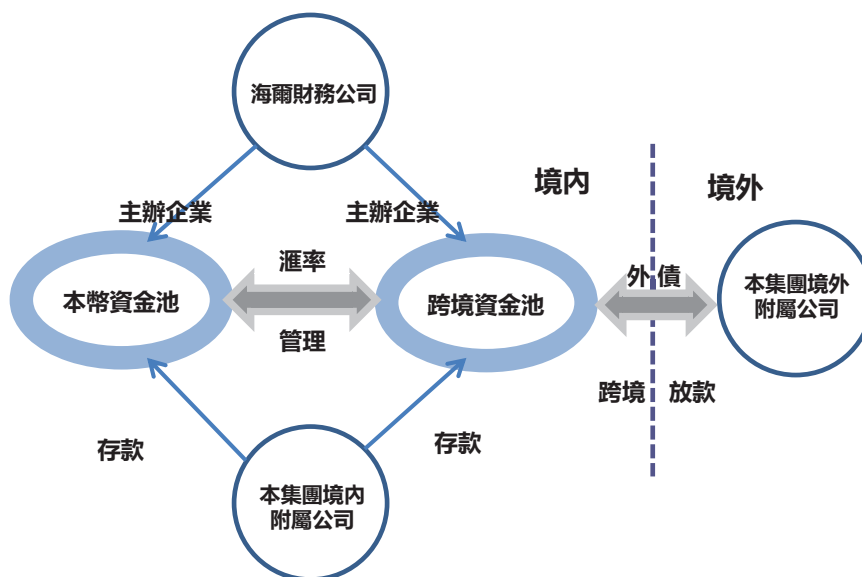 海爾財務公司
境内
境外
主辦企業
主辦企業
滙率
外債
本幣資金池
跨境資金池
本集團境外
附屬公司
管理
跨境
放款
存款
存款
本集團境内
附屬公司